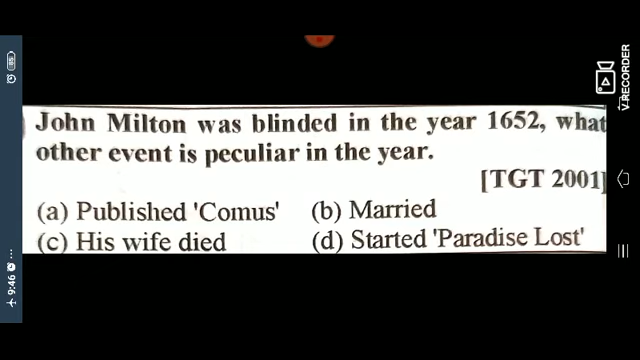 John Milton was blinded in the year 1652, what
other event is peculiar in the year.
[TGT 2001]
(a) Published 'Comus' (b) Married
(c) His wife died (d) Started 'Paradise Lost'
V.RECORDER
9:46
85